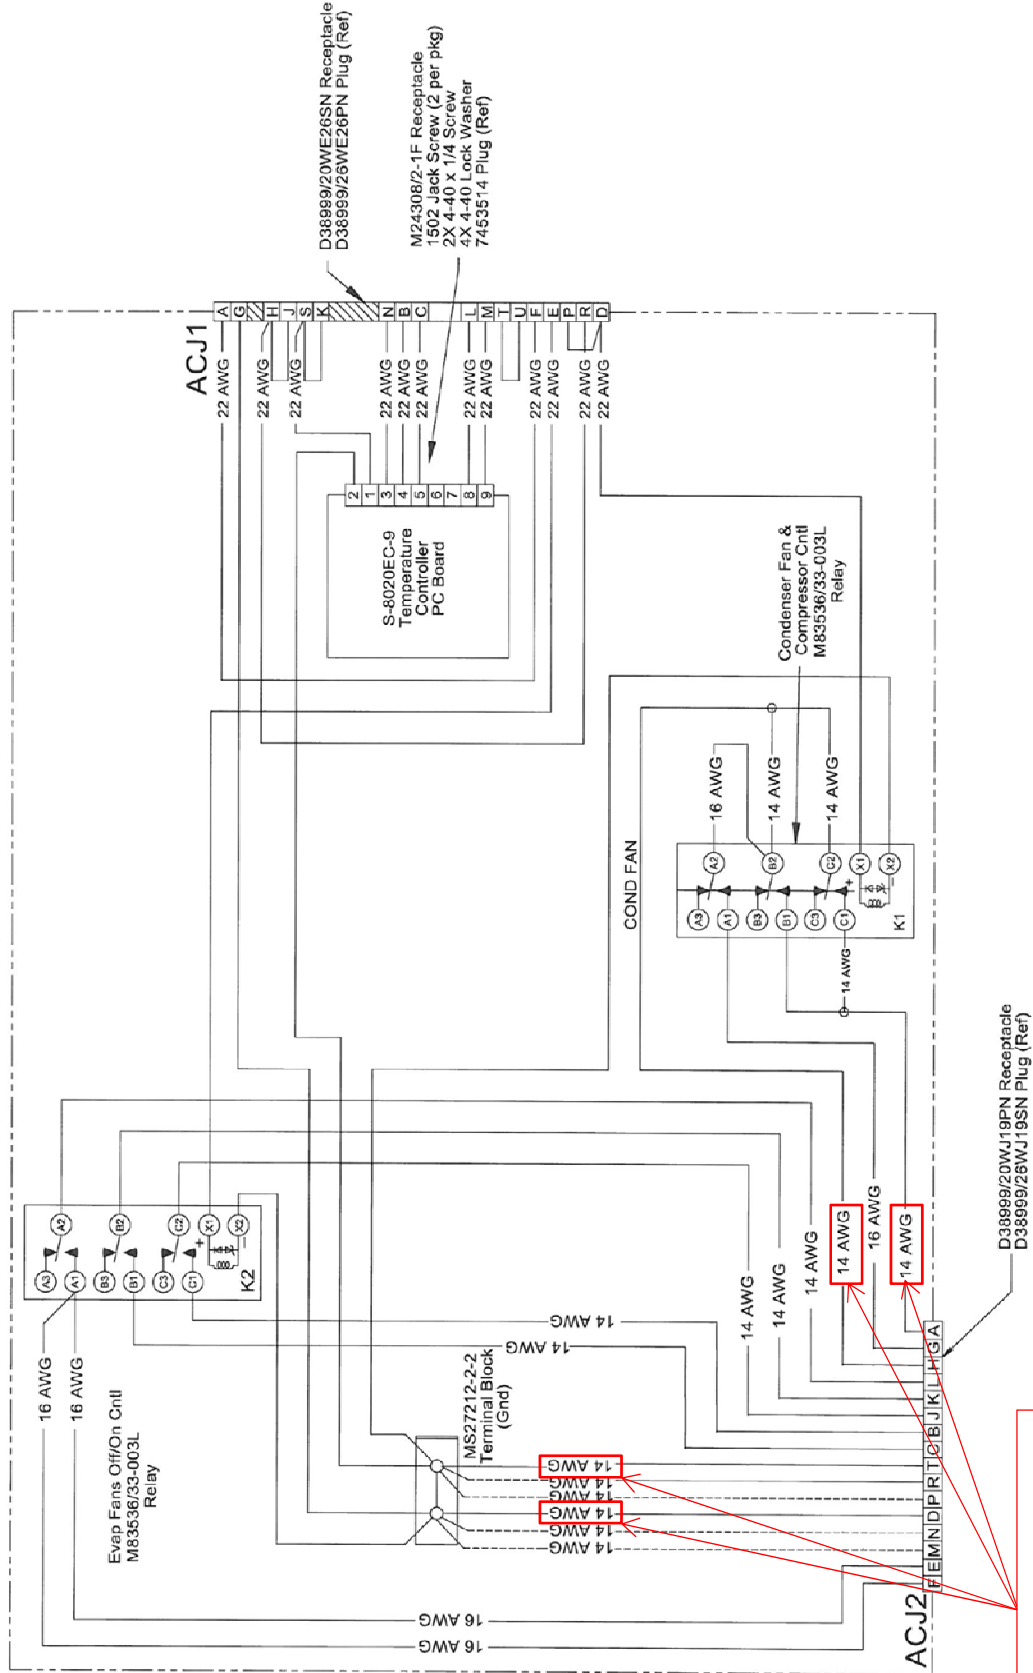 D38999/20WE26SN Receptacle
D38999/26WE26PN Plug (Ref)
M24308/2-1F Receptacle
1502 Jack Screw (2 per pkg)
2X 4-40 x 1/4 Screw
4X 4-40 Lock Washer
7453514 Plug (Ref)
ACJ1
A
G
H
J
S
K
N
B
C
L
M
T
U
F
E
P
R
D
22 AWG
22 AWG
22 AWG
22 AWG
22 AWG
22 AWG
22 AWG
22 AWG
22 AWG
22 AWG
22 AWG
22 AWG
2
1
3
4
5
6
7
8
9
S-8020EC-9
Temperature
Controller
PC Board
Condenser Fan &
Compressor Cntl
M83536/33-003L
Relay
16 AWG
14 AWG
14 AWG
COND FAN
A2
B2
C2
X1
X2
A3
A1
B3
B1
C3
C1
+
K1
14 AWG
A2
B2
C2
X1
X2
A3
A1
B3
B1
C3
C1
+
K2
Evap Fans Off/On Cntl
M83536/33-003L
Relay
16 AWG
16 AWG
14 AWG
14 AWG
MS27212-2-2
Terminal Block
(Gnd)
14 AWG
14 AWG
14 AWG
14 AWG
14 AWG
14 AWG
16 AWG
16 AWG
14 AWG
14 AWG
14 AWG
14 AWG
16 AWG
14 AWG
A
G
H
L
K
J
B
C
T
R
P
D
N
M
E
F
ACJ2
D38999/20WJ19PN Receptacle
D38999/26WJ19SN Plug (Ref)